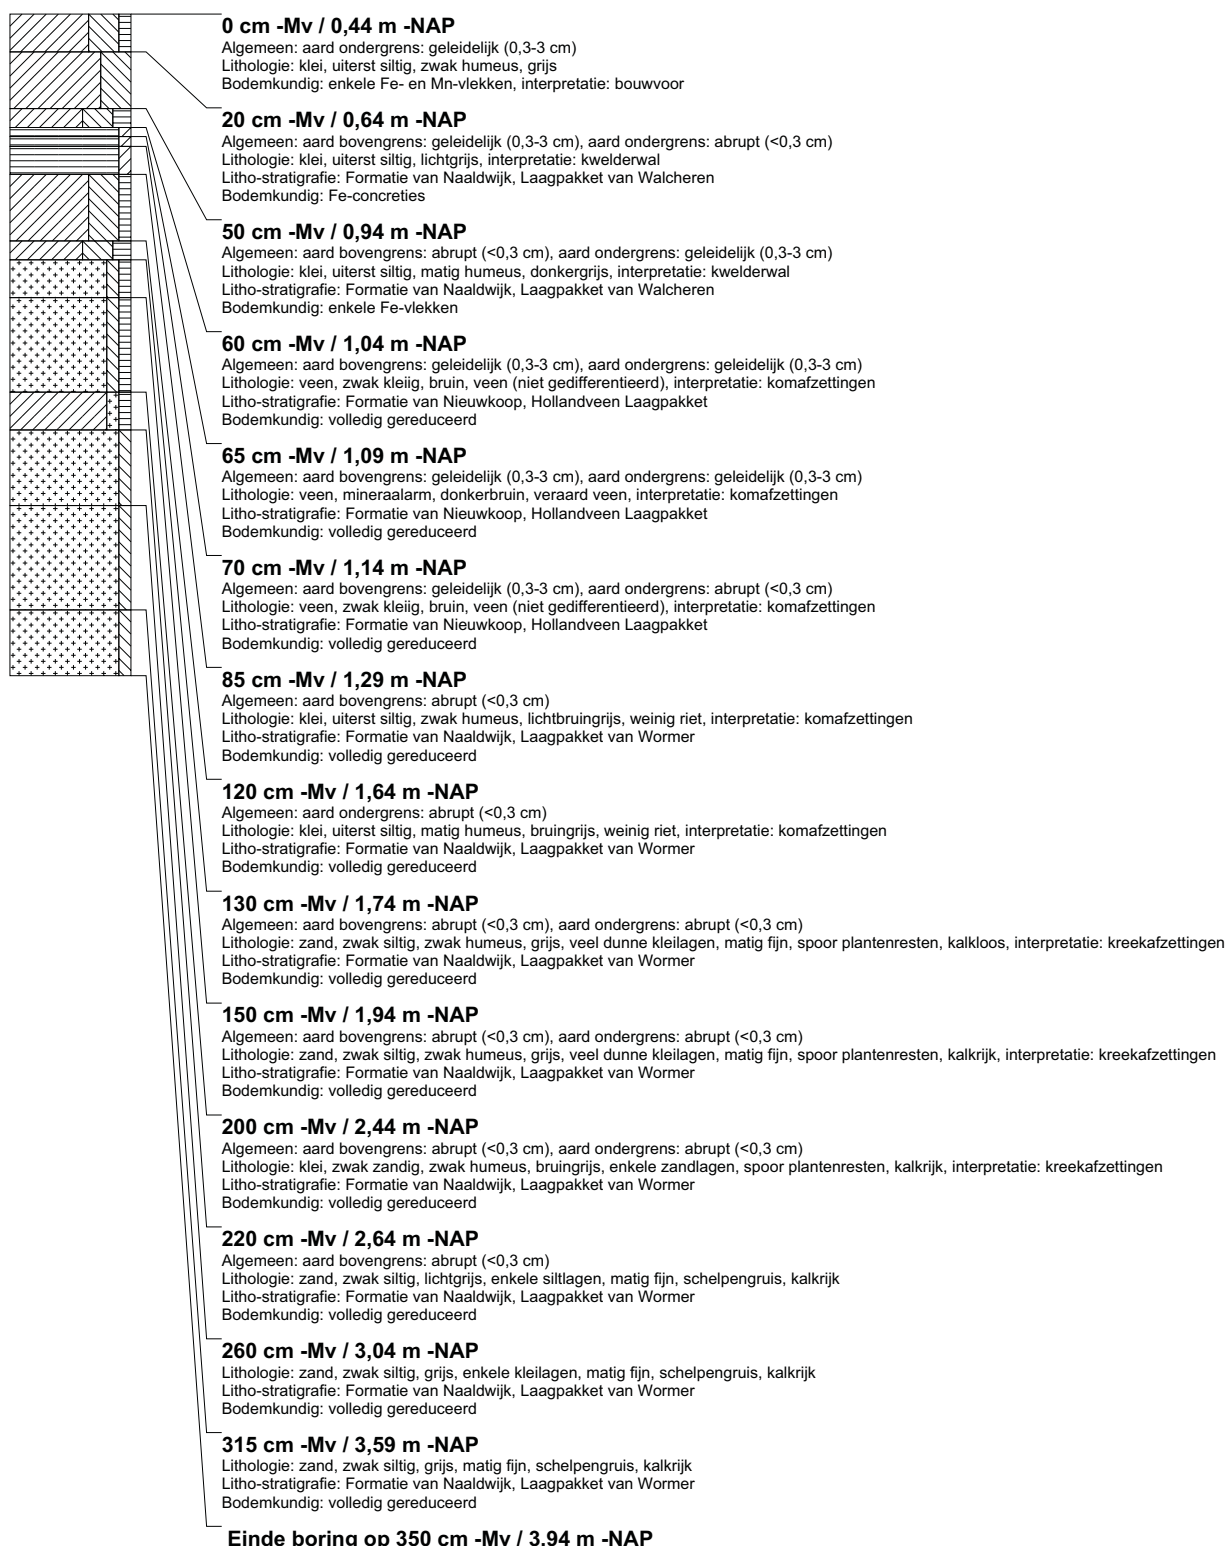 0 cm -Mv / 0,44 m -NAP
Algemeen: aard ondergrens: geleidelijk (0,3-3 cm)
Lithologie: klei, uiterst siltig, zwak humeus, grijs
Bodemkundig: enkele Fe- en Mn-vlekken, interpretatie: bouwvoor
20 cm -Mv / 0,64 m -NAP
Algemeen: aard bovengrens: geleidelijk (0,3-3 cm), aard ondergrens: abrupt (<0,3 cm)
Lithologie: klei, uiterst siltig, lichtgrijs, interpretatie: kwelderwal
Litho-stratigrafie: Formatie van Naaldwijk, Laagpakket van Walcheren
Bodemkundig: Fe-concreties
50 cm -Mv / 0,94 m -NAP
Algemeen: aard bovengrens: abrupt (<0,3 cm), aard ondergrens: geleidelijk (0,3-3 cm)
Lithologie: klei, uiterst siltig, matig humeus, donkergrijs, interpretatie: kwelderwal
Litho-stratigrafie: Formatie van Naaldwijk, Laagpakket van Walcheren
Bodemkundig: enkele Fe-vlekken
60 cm -Mv / 1,04 m -NAP
Algemeen: aard bovengrens: geleidelijk (0,3-3 cm), aard ondergrens: geleidelijk (0,3-3 cm)
Lithologie: veen, zwak kleiig, bruin, veen (niet gedifferentieerd), interpretatie: komafzettingen
Litho-stratigrafie: Formatie van Nieuwkoop, Hollandveen Laagpakket
Bodemkundig: volledig gereduceerd
65 cm -Mv / 1,09 m -NAP
Algemeen: aard bovengrens: geleidelijk (0,3-3 cm), aard ondergrens: geleidelijk (0,3-3 cm)
Lithologie: veen, mineraalarm, donkerbruin, veraard veen, interpretatie: komafzettingen
Litho-stratigrafie: Formatie van Nieuwkoop, Hollandveen Laagpakket
Bodemkundig: volledig gereduceerd
70 cm -Mv / 1,14 m -NAP
Algemeen: aard bovengrens: geleidelijk (0,3-3 cm), aard ondergrens: abrupt (<0,3 cm)
Lithologie: veen, zwak kleiig, bruin, veen (niet gedifferentieerd), interpretatie: komafzettingen
Litho-stratigrafie: Formatie van Nieuwkoop, Hollandveen Laagpakket
Bodemkundig: volledig gereduceerd
85 cm -Mv / 1,29 m -NAP
Algemeen: aard bovengrens: abrupt (<0,3 cm)
Lithologie: klei, uiterst siltig, zwak humeus, lichtbruingrijs, weinig riet, interpretatie: komafzettingen
Litho-stratigrafie: Formatie van Naaldwijk, Laagpakket van Wormer
Bodemkundig: volledig gereduceerd
120 cm -Mv / 1,64 m -NAP
Algemeen: aard ondergrens: abrupt (<0,3 cm)
Lithologie: klei, uiterst siltig, matig humeus, bruingrijs, weinig riet, interpretatie: komafzettingen
Litho-stratigrafie: Formatie van Naaldwijk, Laagpakket van Wormer
Bodemkundig: volledig gereduceerd
130 cm -Mv / 1,74 m -NAP
Algemeen: aard bovengrens: abrupt (<0,3 cm), aard ondergrens: abrupt (<0,3 cm)
Lithologie: zand, zwak siltig, zwak humeus, grijs, veel dunne kleilagen, matig fijn, spoor plantenresten, kalkloos, interpretatie: kreekafzettingen
Litho-stratigrafie: Formatie van Naaldwijk, Laagpakket van Wormer
Bodemkundig: volledig gereduceerd
150 cm -Mv / 1,94 m -NAP
Algemeen: aard bovengrens: abrupt (<0,3 cm), aard ondergrens: abrupt (<0,3 cm)
Lithologie: zand, zwak siltig, zwak humeus, grijs, veel dunne kleilagen, matig fijn, spoor plantenresten, kalkrijk, interpretatie: kreekafzettingen
Litho-stratigrafie: Formatie van Naaldwijk, Laagpakket van Wormer
Bodemkundig: volledig gereduceerd
200 cm -Mv / 2,44 m -NAP
Algemeen: aard bovengrens: abrupt (<0,3 cm), aard ondergrens: abrupt (<0,3 cm)
Lithologie: klei, zwak zandig, zwak humeus, bruingrijs, enkele zandlagen, spoor plantenresten, kalkrijk, interpretatie: kreekafzettingen
Litho-stratigrafie: Formatie van Naaldwijk, Laagpakket van Wormer
Bodemkundig: volledig gereduceerd
220 cm -Mv / 2,64 m -NAP
Algemeen: aard bovengrens: abrupt (<0,3 cm)
Lithologie: zand, zwak siltig, lichtgrijs, enkele siltlagen, matig fijn, schelpengruis, kalkrijk
Litho-stratigrafie: Formatie van Naaldwijk, Laagpakket van Wormer
Bodemkundig: volledig gereduceerd
260 cm -Mv / 3,04 m -NAP
Lithologie: zand, zwak siltig, grijs, enkele kleilagen, matig fijn, schelpengruis, kalkrijk
Litho-stratigrafie: Formatie van Naaldwijk, Laagpakket van Wormer
Bodemkundig: volledig gereduceerd
315 cm -Mv / 3,59 m -NAP
Lithologie: zand, zwak siltig, grijs, matig fijn, schelpengruis, kalkrijk
Litho-stratigrafie: Formatie van Naaldwijk, Laagpakket van Wormer
Bodemkundig: volledig gereduceerd
Einde boring op 350 cm -Mv / 3,94 m -NAP